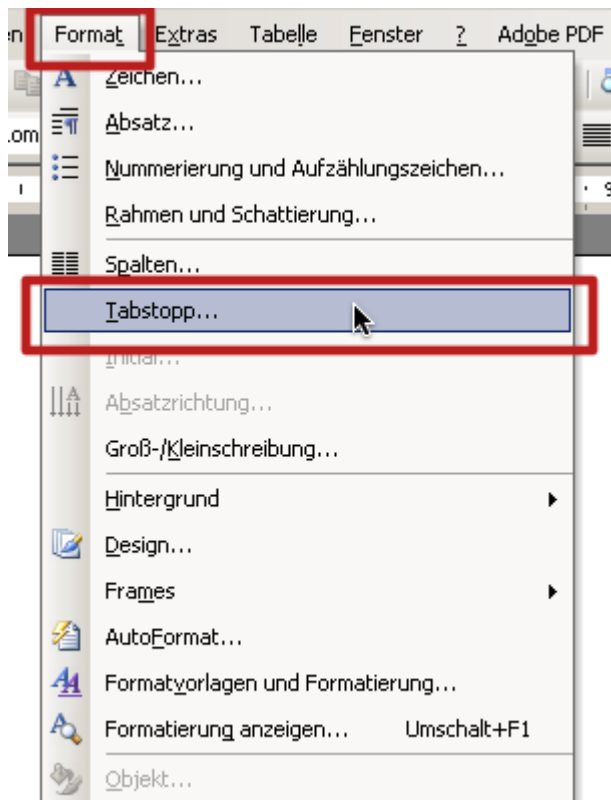 Format Extras Tabelle Fenster ? Adobe PDF
Zeichen...
Absatz...
Nummerierung und Aufzählungszeichen...
Rahmen und Schattierung...
Spalten...
Tabstopp...
Initial...
Absatzrichtung...
Groß-/Kleinschreibung...
Hintergrund
Design...
Frames
AutoFormat...
Formatvorlagen und Formatierung...
Formatierung anzeigen... Umschalt+F1
Objekt...